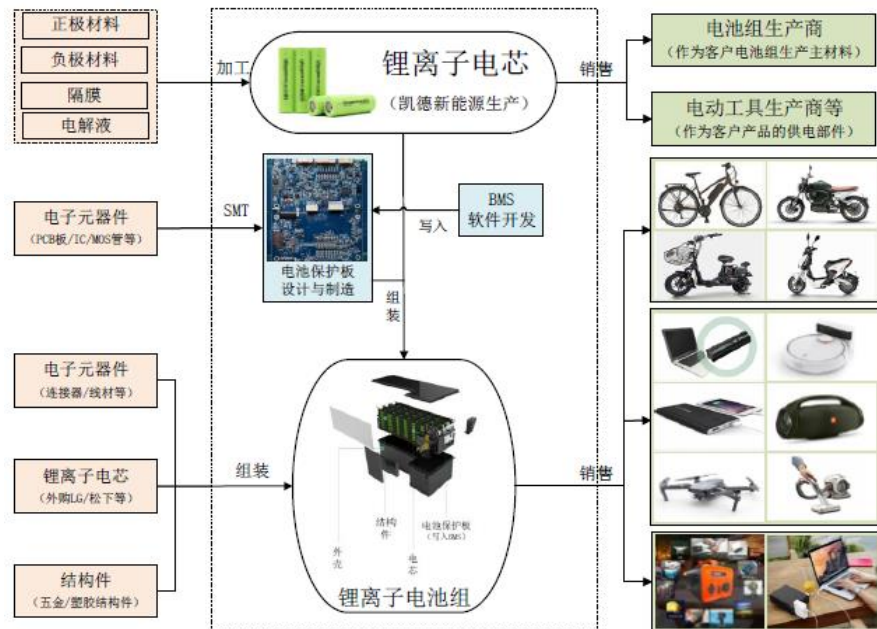 正极材料
负极材料
隔膜
电解液
加工
锂离子电芯
（凯德新能源生产）
销售
电池组生产商
（作为客户电池组生产主材料）
电动工具生产商等
（作为客户产品的供电部件）
电子元器件
（PCB板/IC/MOS管等）
SMT
电池保护板
设计与制造
写入
BMS
软件开发
组
装
电子元器件
（连接器/线材等）
锂离子电芯
（外购LG/松下等）
结构件
（五金/塑胶结构件）
组装
外
壳
结构
件
电
芯
电池保护板
（写入BMS）
锂离子电池组
销售